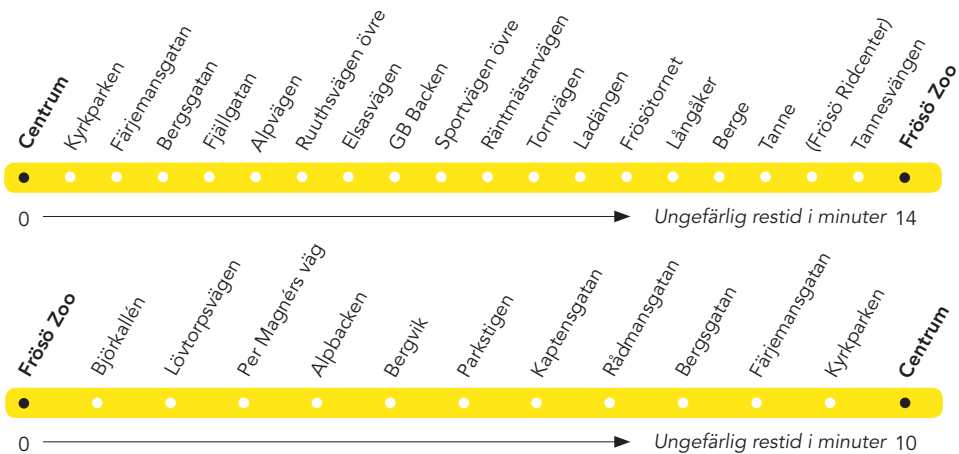 Centrum
Kyrkparken
Färjemansgatan
Bergsgatan
Fjällgatan
Alpvägen
Ruuthsvägen övre
Elsasvägen
GB Backen
Sportvägen övre
Räntmästarvägen
Tornvägen
Ladängen
Frösötornet
Långåker
Berge
Tanne
(Frösö Ridcenter)
Tannesvängen
Frösö Zoo
0 Ungefärlig restid i minuter 14
Frösö Zoo
Björkallén
Lövtorpsvägen
Per Magnérs väg
Alpbacken
Bergvik
Parkstigen
Kaptensgatan
Rådmansgatan
Bergsgatan
Färjemansgatan
Kyrkparken
Centrum
0 Ungefärlig restid i minuter 10